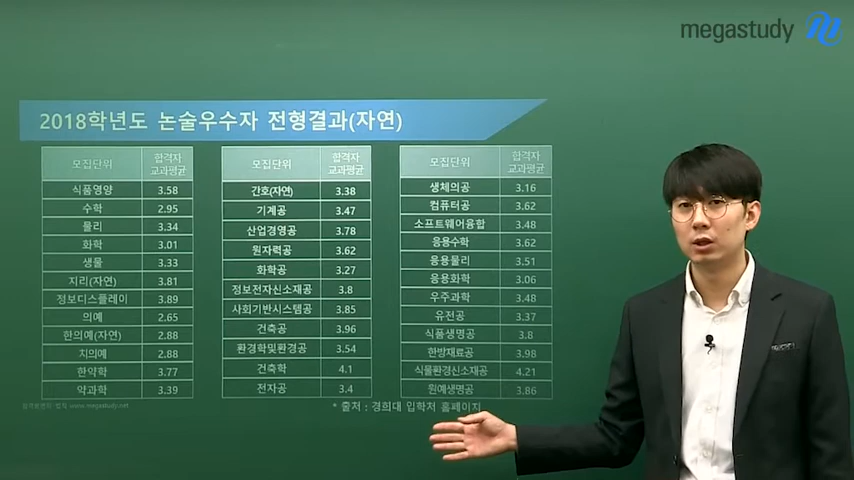 megastudy
2018학년도 논술우수자 전형결과(자연)
모집단위 합격자 교과평균
식품영양 3.58
수학 2.95
물리 3.34
화학 3.01
생물 3.33
지리(자연) 3.81
정보디스플레이 3.89
의예 2.65
한의예(자연) 2.88
치의예 2.88
한약학 3.77
약과학 3.39
모집단위 합격자 교과평균
간호(자연) 3.38
기계공 3.47
산업경영공 3.78
원자력공 3.62
화학공 3.27
정보전자신소재공 3.8
사회기반시스템공 3.85
건축공 3.96
환경학및환경공 3.54
건축학 4.1
전자공 3.4
모집단위 합격자 교과평균
생체의공 3.16
컴퓨터공 3.62
소프트웨어융합 3.48
응용수학 3.62
응용물리 3.51
응용화학 3.06
우주과학 3.48
유전공 3.37
식품생명공 3.8
한방재료공 3.98
식물환경신소재공 4.21
원예생명공 3.86
www.megastudy.net
* 출처 : 경희대 입학처 홈페이지